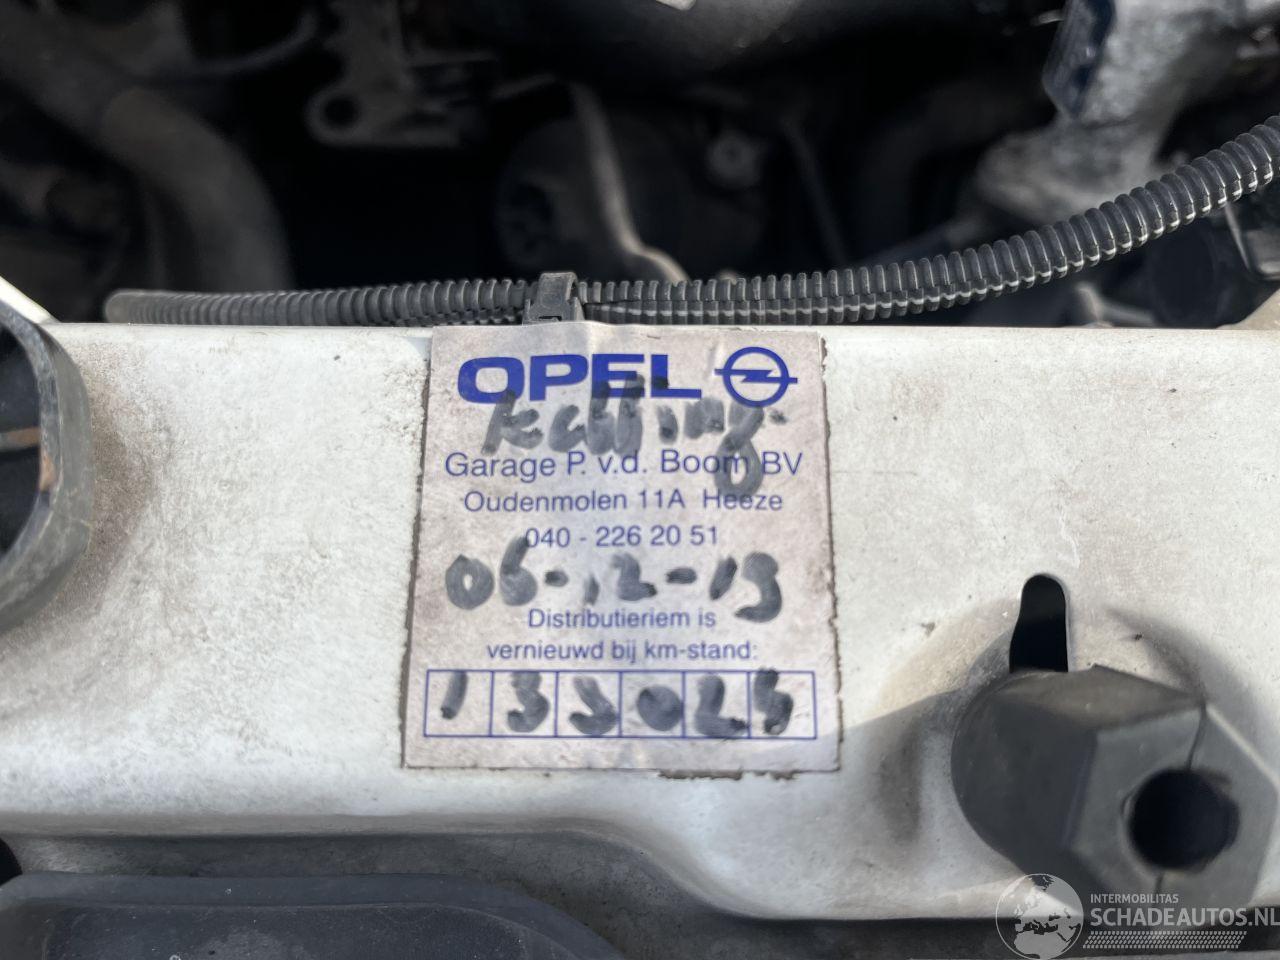 OPEL
ketting
Garage P. v.d. Boom BV
Oudenmolen 11A Heeze
040 - 226 20 51
06-12-13
Distributieriem is
vernieuwd bij km-stand:
INTERMOBILITAS
SCHADEAUTOS.NL